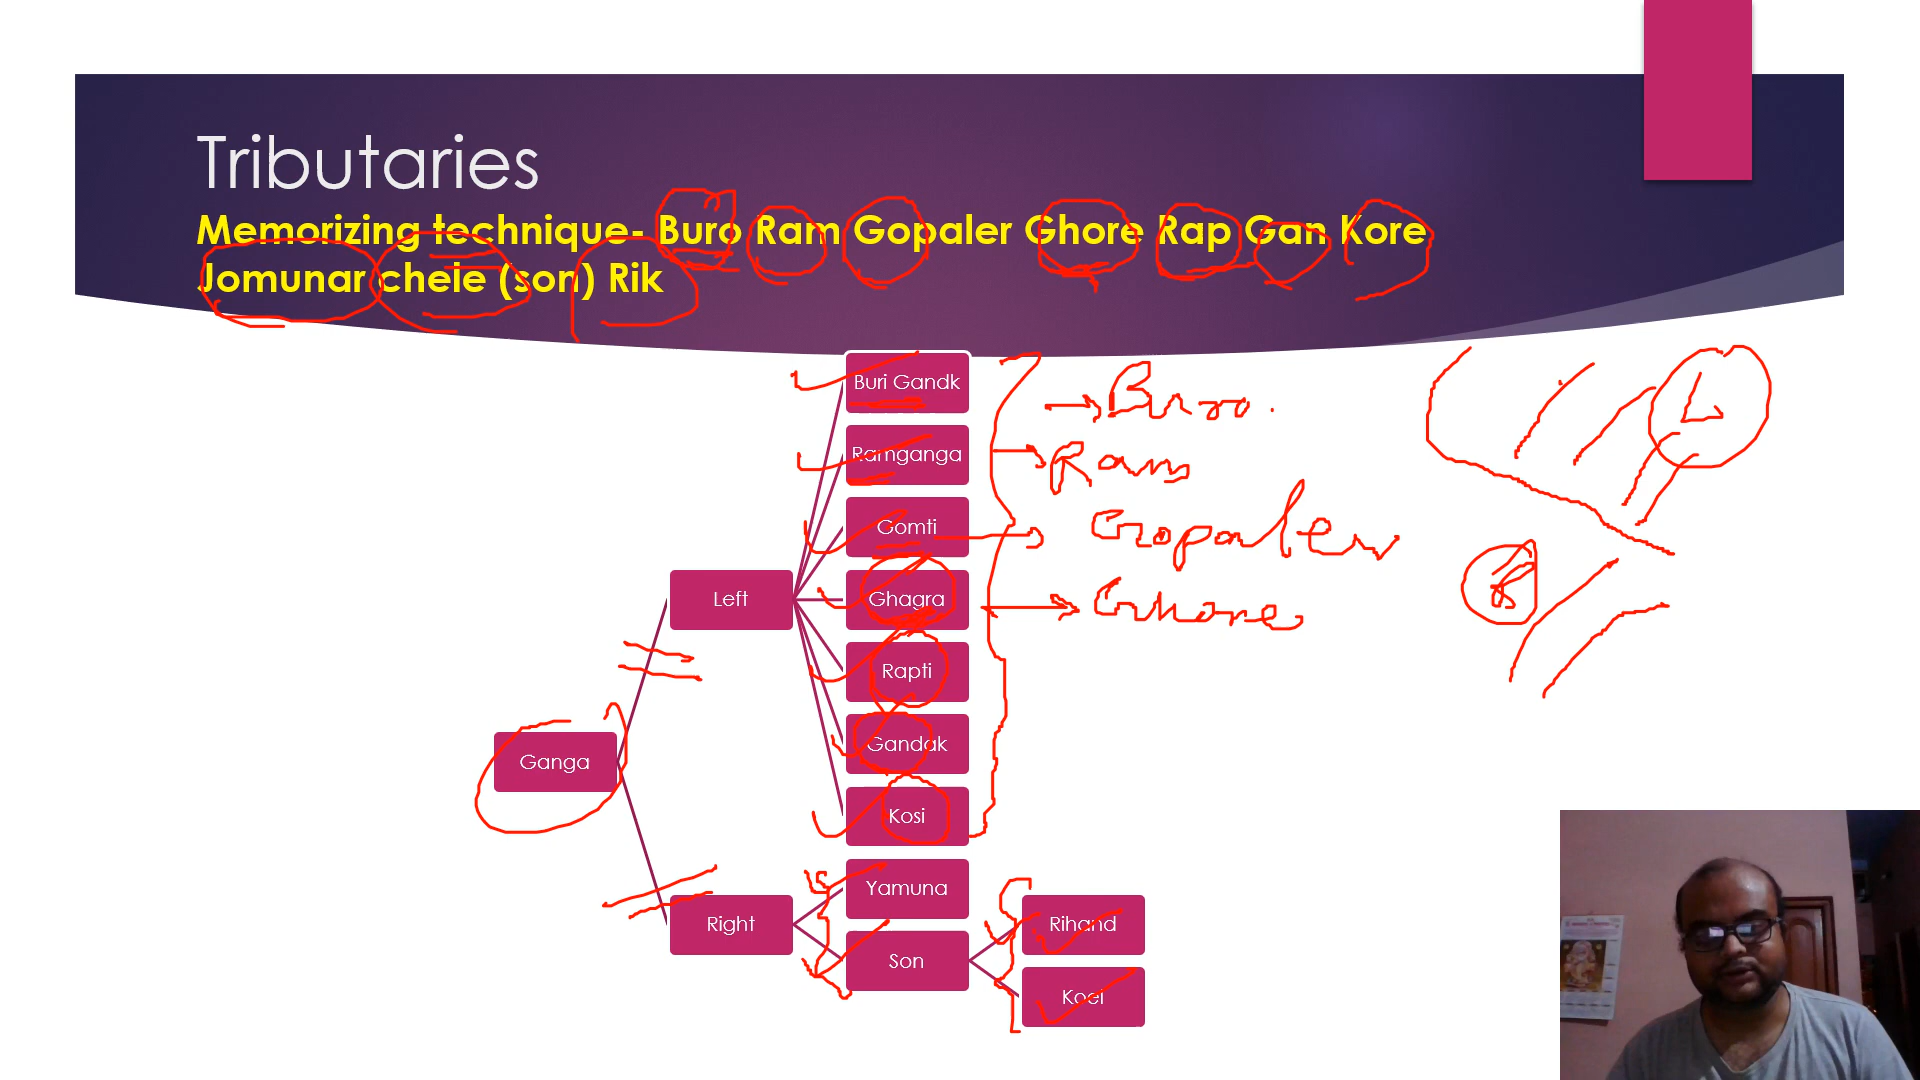 Tributaries
Memorizing technique- Buro Ram Gopaler Ghore Rap Gan Kore
Jomunar chele (son) Rik
Buri Gandk
Buro.
Ramganga
Ram
L
Gomti
Gopaler
Left
Ghagra
Ghore
R
Rapti
Gandak
Ganga
Kosi
Yamuna
Right
Rihand
Son
Koel